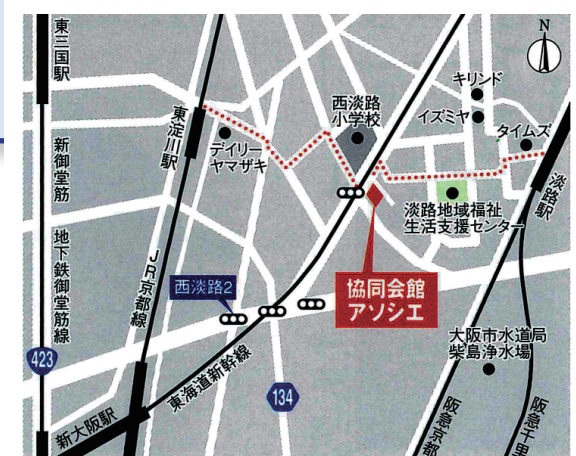 東三国駅
新御堂筋
地下鉄御堂筋線
423
新大阪駅
東淀川駅
JR京都線
デイリー
ヤマザキ
西淡路2
東海道新幹線
134
西淡路
小学校
協同会館
アソシエ
キリンド
イズミヤ
タイムズ
N
淡路駅
淡路地域福祉
生活支援センター
大阪市水道局
柴島浄水場
阪急京都
阪急千里